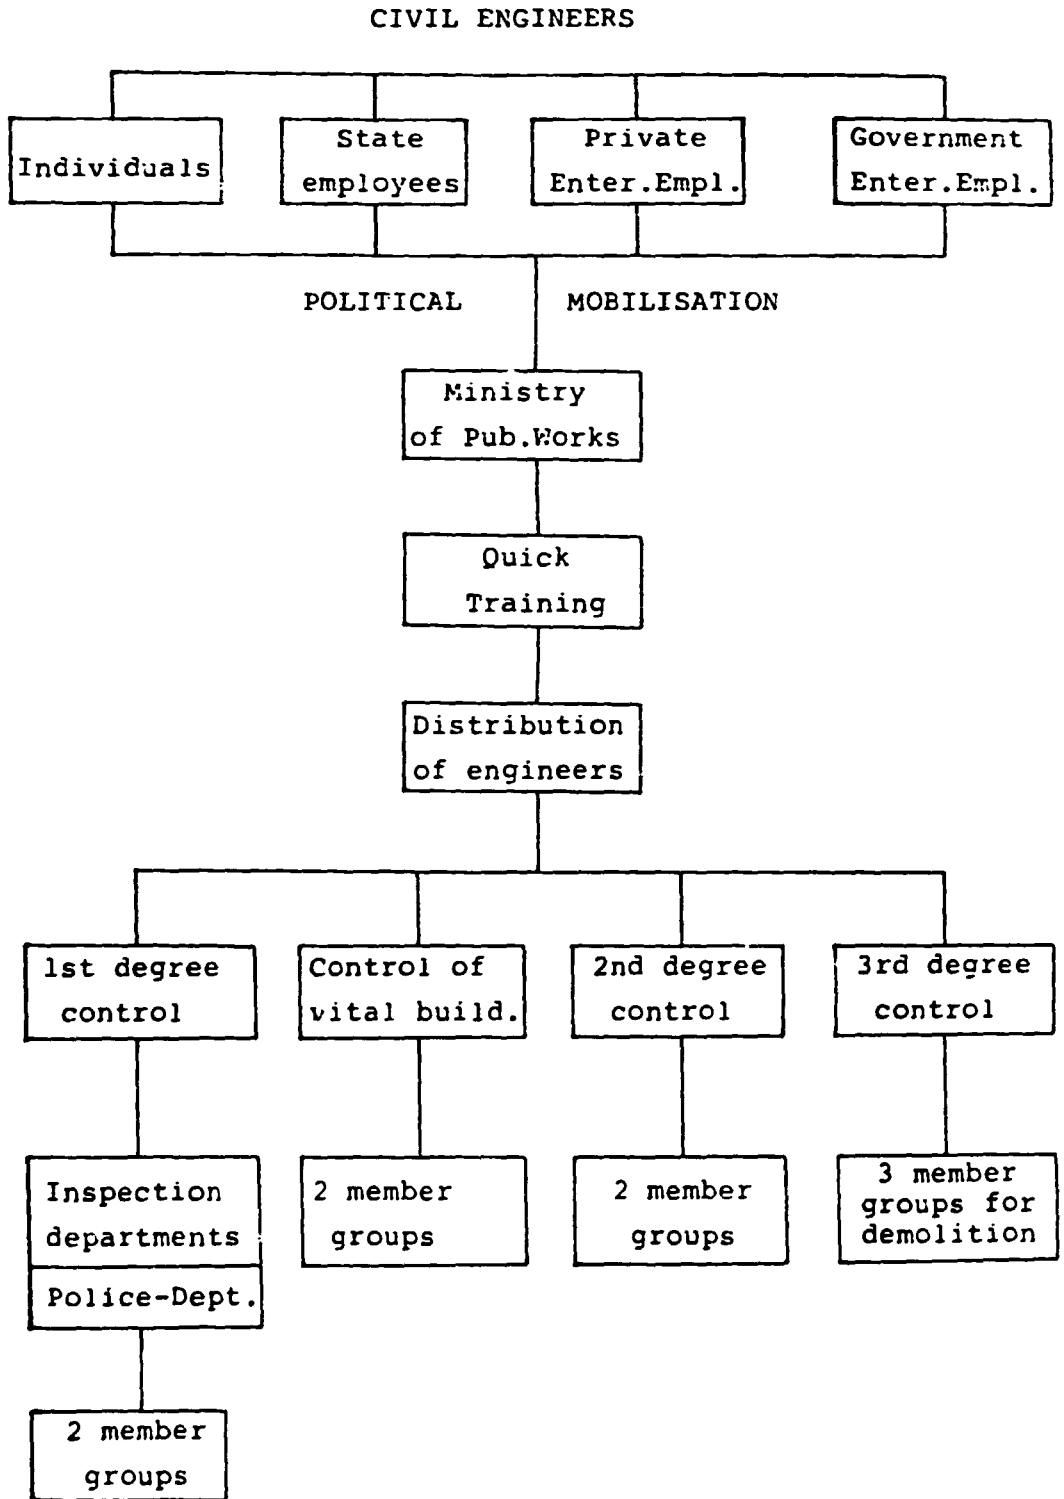 CIVIL ENGINEERS
Individuals
State
employees
Private
Enter.Empl.
Government
Enter.Empl.
POLITICAL MOBILISATION
Ministry
of Pub.Works
Quick
Training
Distribution
of engineers
1st degree
control
Control of
vital build.
2nd degree
control
3rd degree
control
Inspection
departments
Police-Dept.
2 member
groups
2 member
groups
2 member
groups
3 member
groups for
demolition